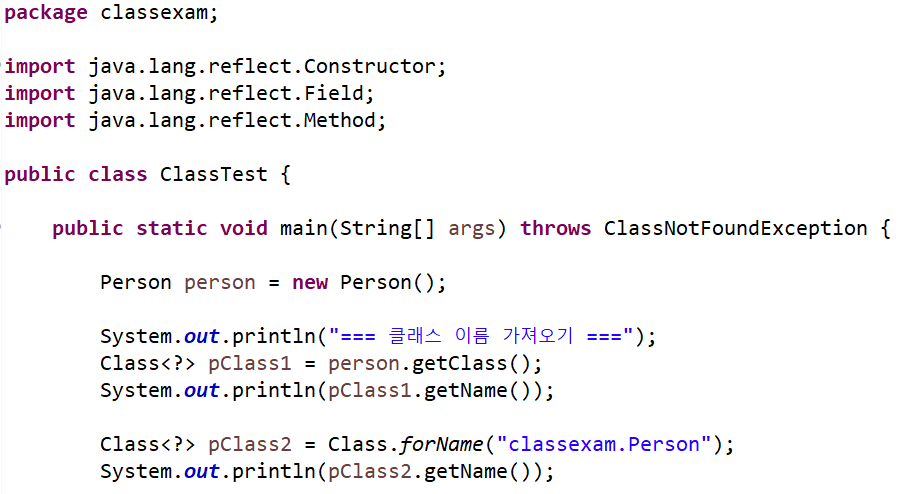 package classexam;
import java.lang.reflect.Constructor;
import java.lang.reflect.Field;
import java.lang.reflect.Method;
public class ClassTest {
public static void main(String[] args) throws ClassNotFoundException {
Person person = new Person();
System.out.println("=== 클래스 이름 가져오기 ===");
Class<?> pClass1 = person.getClass();
System.out.println(pClass1.getName());
Class<?> pClass2 = Class.forName("classexam.Person");
System.out.println(pClass2.getName());